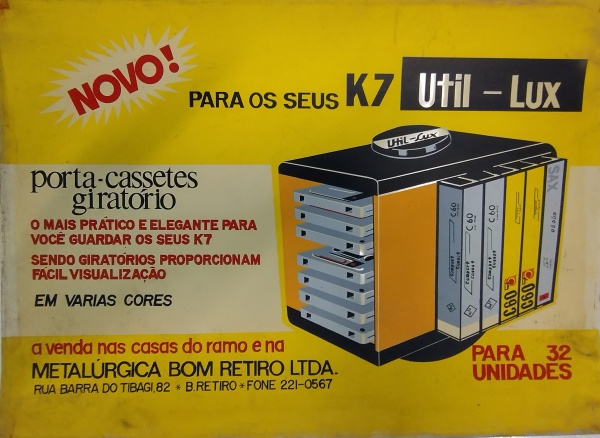 NOVO!
PARA OS SEUS K7 Util – Lux
Util-Lux
porta-cassetes
giratório
O MAIS PRÁTICO E ELEGANTE PARA
VOCÊ GUARDAR OS SEUS K7
SENDO GIRATÓRIOS PROPORCIONAM
FÁCIL VISUALIZAÇÃO
EM VARIAS CORES
C 60
C 60
C 60
C60
C60
SAX
a venda nas casas do ramo e na
METALÚRGICA BOM RETIRO LTDA.
RUA BARRA DO TIBAGI, 82 * B. RETIRO * FONE 221-0567
PARA 32
UNIDADES